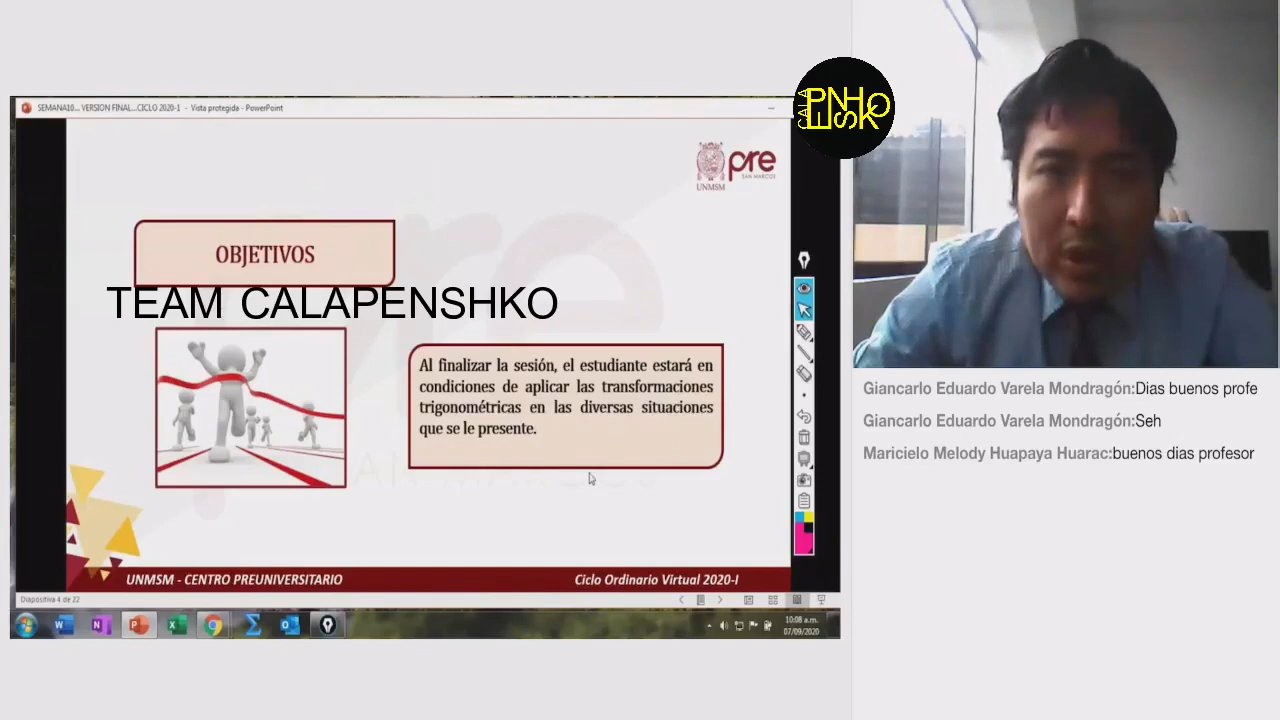 SEMANA10... VERSION FINAL...CICLO 2020-1 - Vista protegida - PowerPoint
CALA
PENSHKO
pre
SAN MARCOS
UNMSM
OBJETIVOS
TEAM CALAPENSHKO
Al finalizar la sesión, el estudiante estará en
condiciones de aplicar las transformaciones
trigonométricas en las diversas situaciones
que se le presente.
UNMSM - CENTRO PREUNIVERSITARIO
Ciclo Ordinario Virtual 2020-I
Diapositiva 4 de 22
10:08 a.m.
07/09/2020
Giancarlo Eduardo Varela Mondragón:Dias buenos profe
Giancarlo Eduardo Varela Mondragón:Seh
Maricielo Melody Huapaya Huarac:buenos dias profesor